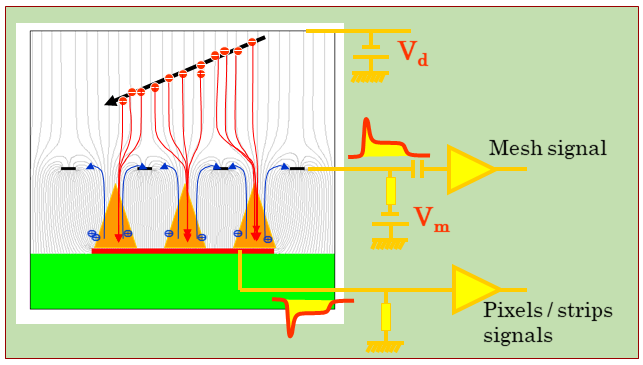 Vd
Mesh signal
Vm
Pixels / strips
signals